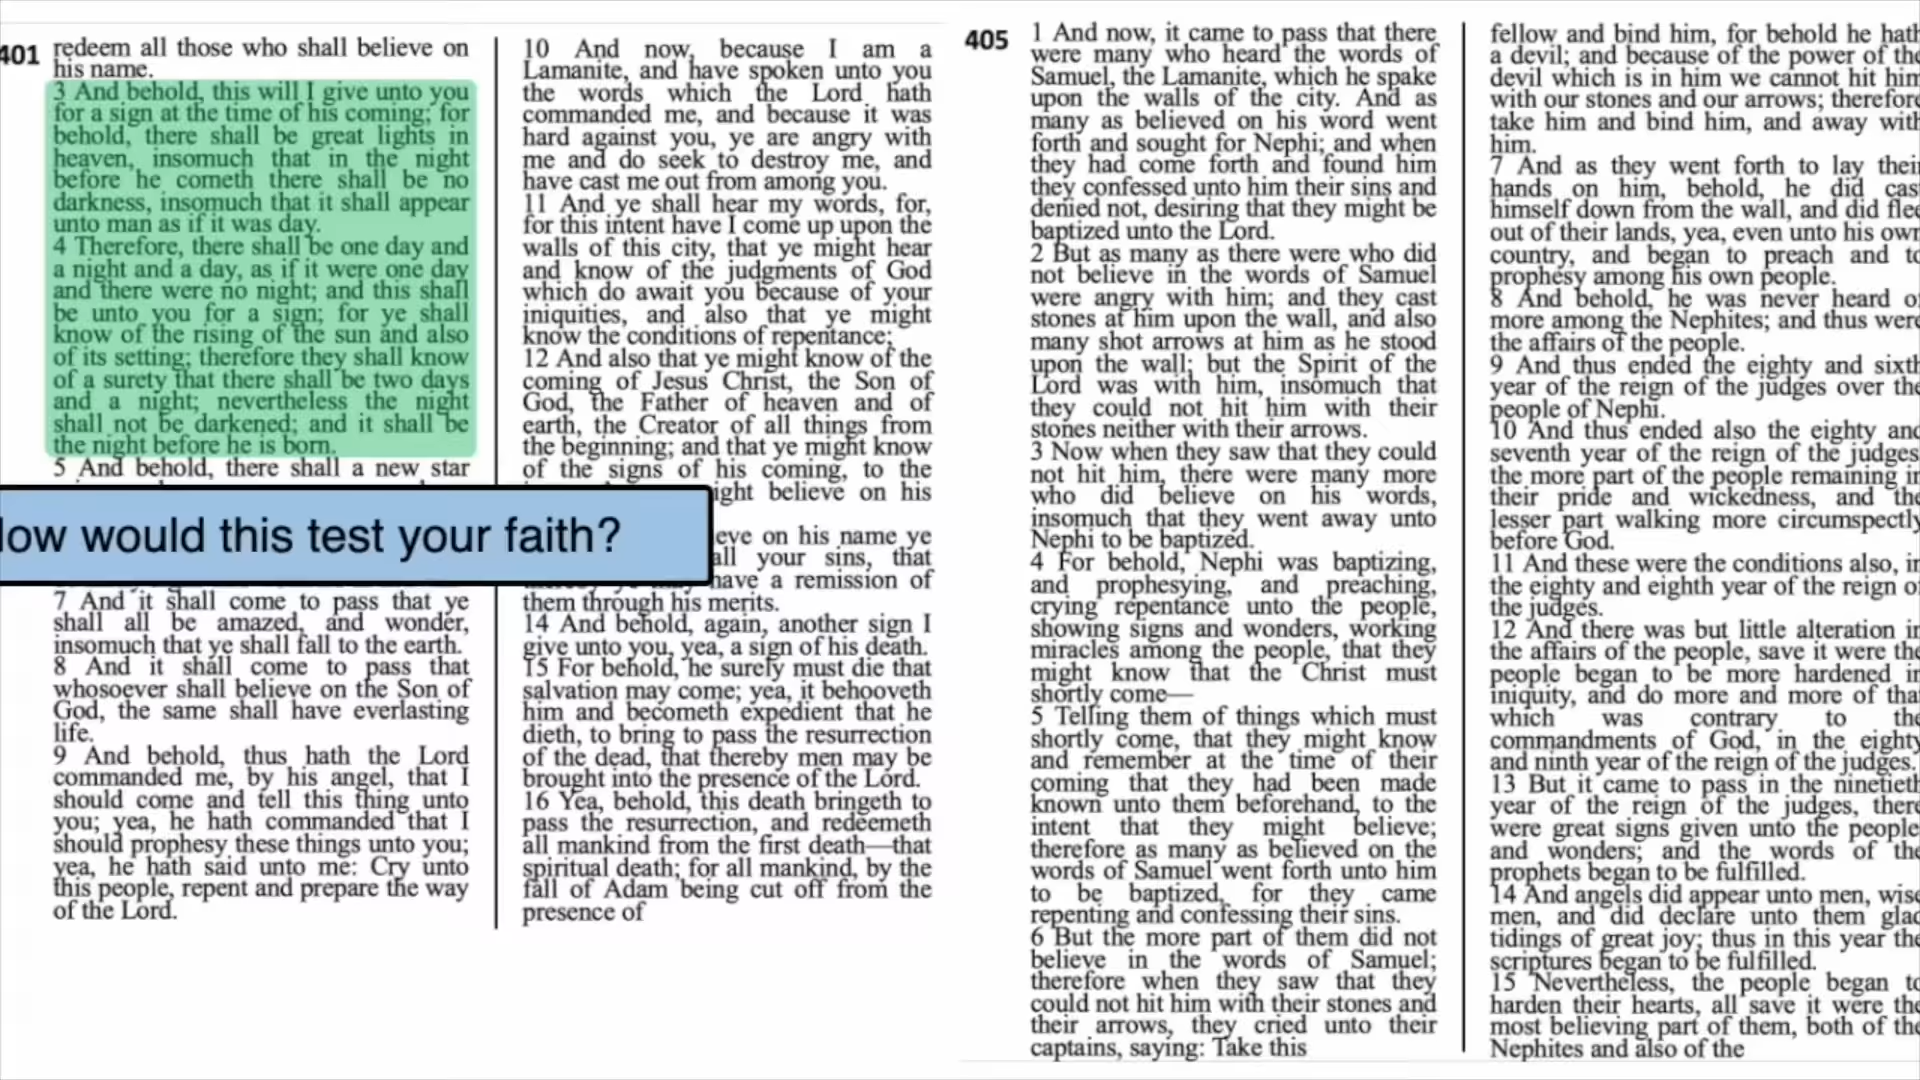 401
redeem all those who shall believe on
his name.
3 And behold, this will I give unto you
for a sign at the time of his coming; for
behold, there shall be great lights in
heaven, insomuch that in the night
before he cometh there shall be no
darkness, insomuch that it shall appear
unto man as if it was day.
4 Therefore, there shall be one day and
a night and a day, as if it were one day
and there were no night; and this shall
be unto you for a sign; for ye shall
know of the rising of the sun and also
of its setting; therefore they shall know
of a surety that there shall be two days
and a night; nevertheless the night
shall not be darkened; and it shall be
the night before he is born.
5 And behold, there shall a new star
low would this test your faith?
7 And it shall come to pass that ye
shall all be amazed, and wonder,
insomuch that ye shall fall to the earth.
8 And it shall come to pass that
whosoever shall believe on the Son of
God, the same shall have everlasting
life.
9 And behold, thus hath the Lord
commanded me, by his angel, that I
should come and tell this thing unto
you; yea, he hath commanded that I
should prophesy these things unto you;
yea, he hath said unto me: Cry unto
this people, repent and prepare the way
of the Lord.
10 And now, because I am a
Lamanite, and have spoken unto you
the words which the Lord hath
commanded me, and because it was
hard against you, ye are angry with
me and do seek to destroy me, and
have cast me out from among you.
11 And ye shall hear my words, for,
for this intent have I come up upon the
walls of this city, that ye might hear
and know of the judgments of God
which do await you because of your
iniquities, and also that ye might
know the conditions of repentance;
12 And also that ye might know of the
coming of Jesus Christ, the Son of
God, the Father of heaven and of
earth, the Creator of all things from
the beginning; and that ye might know
of the signs of his coming, to the
ight believe on his
eve on his name ye
all your sins, that
have a remission of
them through his merits.
14 And behold, again, another sign I
give unto you, yea, a sign of his death.
15 For behold, he surely must die that
salvation may come; yea, it behooveth
him and becometh expedient that he
dieth, to bring to pass the resurrection
of the dead, that thereby men may be
brought into the presence of the Lord.
16 Yea, behold, this death bringeth to
pass the resurrection, and redeemeth
all mankind from the first death—that
spiritual death; for all mankind, by the
fall of Adam being cut off from the
presence of
405
1 And now, it came to pass that there
were many who heard the words of
Samuel, the Lamanite, which he spake
upon the walls of the city. And as
many as believed on his word went
forth and sought for Nephi; and when
they had come forth and found him
they confessed unto him their sins and
denied not, desiring that they might be
baptized unto the Lord.
2 But as many as there were who did
not believe in the words of Samuel
were angry with him; and they cast
stones at him upon the wall, and also
many shot arrows at him as he stood
upon the wall; but the Spirit of the
Lord was with him, insomuch that
they could not hit him with their
stones neither with their arrows.
3 Now when they saw that they could
not hit him, there were many more
who did believe on his words,
insomuch that they went away unto
Nephi to be baptized.
4 For behold, Nephi was baptizing,
and prophesying, and preaching,
crying repentance unto the people,
showing signs and wonders, working
miracles among the people, that they
might know that the Christ must
shortly come—
5 Telling them of things which must
shortly come, that they might know
and remember at the time of their
coming that they had been made
known unto them beforehand, to the
intent that they might believe;
therefore as many as believed on the
words of Samuel went forth unto him
to be baptized, for they came
repenting and confessing their sins.
6 But the more part of them did not
believe in the words of Samuel;
therefore when they saw that they
could not hit him with their stones and
their arrows, they cried unto their
captains, saying: Take this
fellow and bind him, for behold he hath
a devil; and because of the power of the
devil which is in him we cannot hit him
with our stones and our arrows; therefore
take him and bind him, and away with
him.
7 And as they went forth to lay their
hands on him, behold, he did cast
himself down from the wall, and did flee
out of their lands, yea, even unto his own
country, and began to preach and to
prophesy among his own people.
8 And behold, he was never heard of
more among the Nephites; and thus were
the affairs of the people.
9 And thus ended the eighty and sixth
year of the reign of the judges over the
people of Nephi.
10 And thus ended also the eighty and
seventh year of the reign of the judges,
the more part of the people remaining in
their pride and wickedness, and the
lesser part walking more circumspectly
before God.
11 And these were the conditions also, in
the eighty and eighth year of the reign of
the judges.
12 And there was but little alteration in
the affairs of the people, save it were the
people began to be more hardened in
iniquity, and do more and more of that
which was contrary to the
commandments of God, in the eighty
and ninth year of the reign of the judges.
13 But it came to pass in the ninetieth
year of the reign of the judges, there
were great signs given unto the people,
and wonders; and the words of the
prophets began to be fulfilled.
14 And angels did appear unto men, wise
men, and did declare unto them glad
tidings of great joy; thus in this year the
scriptures began to be fulfilled.
15 Nevertheless, the people began to
harden their hearts, all save it were the
most believing part of them, both of the
Nephites and also of the